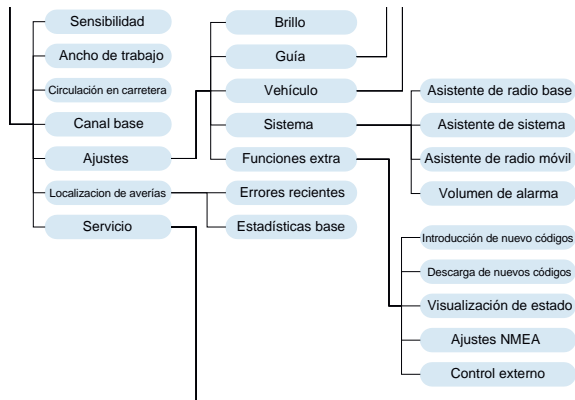 Sensibilidad
Ancho de trabajo
Circulación en carretera
Canal base
Ajustes
Localizacion de averías
Servicio
Brillo
Guía
Vehículo
Sistema
Funciones extra
Errores recientes
Estadísticas base
Asistente de radio base
Asistente de sistema
Asistente de radio móvil
Volumen de alarma
Introducción de nuevo códigos
Descarga de nuevos códigos
Visualización de estado
Ajustes NMEA
Control externo